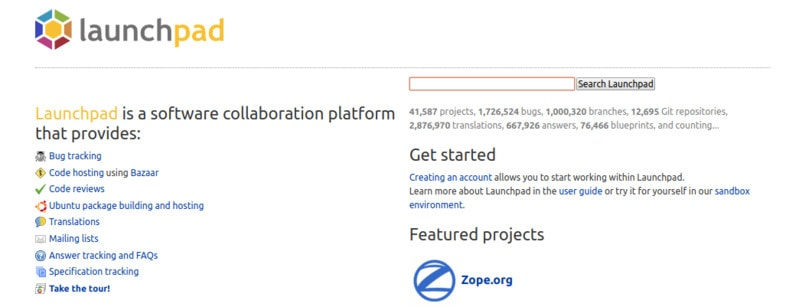 launchpad
Search Launchpad
Launchpad is a software collaboration platform
that provides:
Bug tracking
Code hosting using Bazaar
Code reviews
Ubuntu package building and hosting
Translations
Mailing lists
Answer tracking and FAQs
Specification tracking
Take the tour!
41,587 projects, 1,726,524 bugs, 1,000,320 branches, 12,695 Git repositories,
2,876,970 translations, 667,926 answers, 76,466 blueprints, and counting...
Get started
Creating an account allows you to start working within Launchpad.
Learn more about Launchpad in the user guide or try it for yourself in our sandbox
environment.
Featured projects
Zope.org